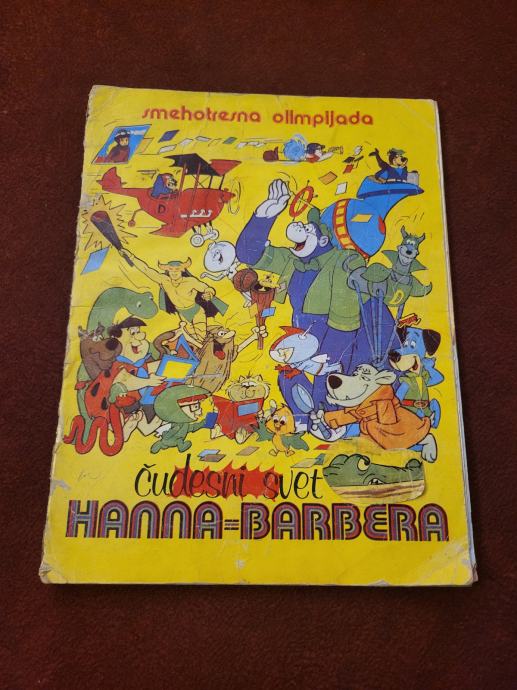 smehotresna olimpijada
D
D
čudesni svet
HANNA=BARBERA